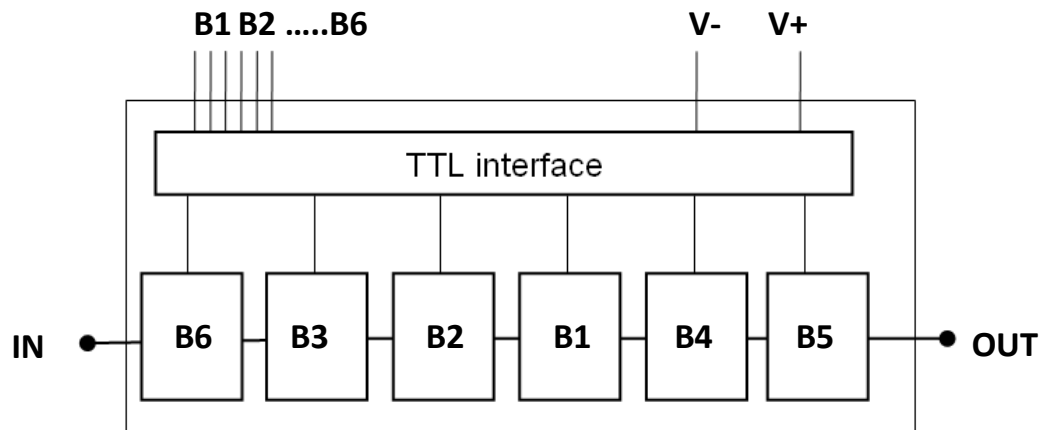 B1 B2 .....B6 V- V+
TTL interface
IN B6 B3 B2 B1 B4 B5 OUT